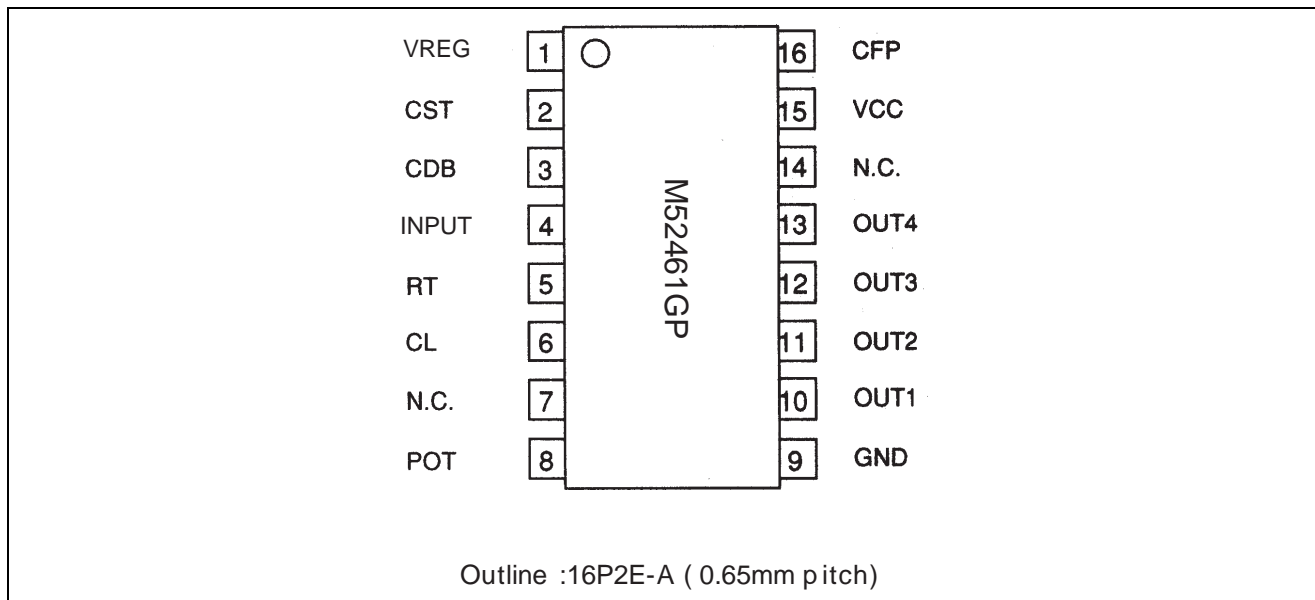 VREG 1 16 CFP
CST 2 15 VCC
CDB 3 14 N.C.
INPUT 4 13 OUT4
RT 5 12 OUT3
CL 6 11 OUT2
N.C. 7 10 OUT1
POT 8 9 GND
M52461GP
Outline :16P2E-A ( 0.65mm pitch)